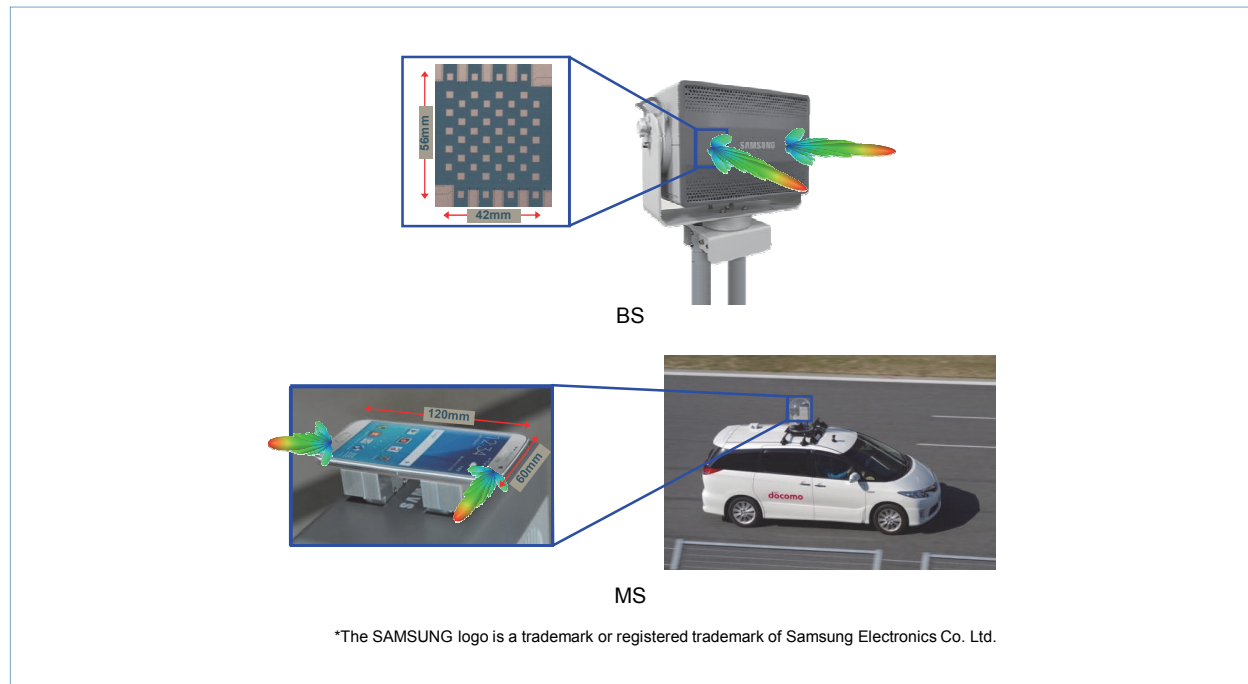 56mm
42mm
SAMSUNG
BS
120mm
60mm
döcomo
MS
*The SAMSUNG logo is a trademark or registered trademark of Samsung Electronics Co. Ltd.